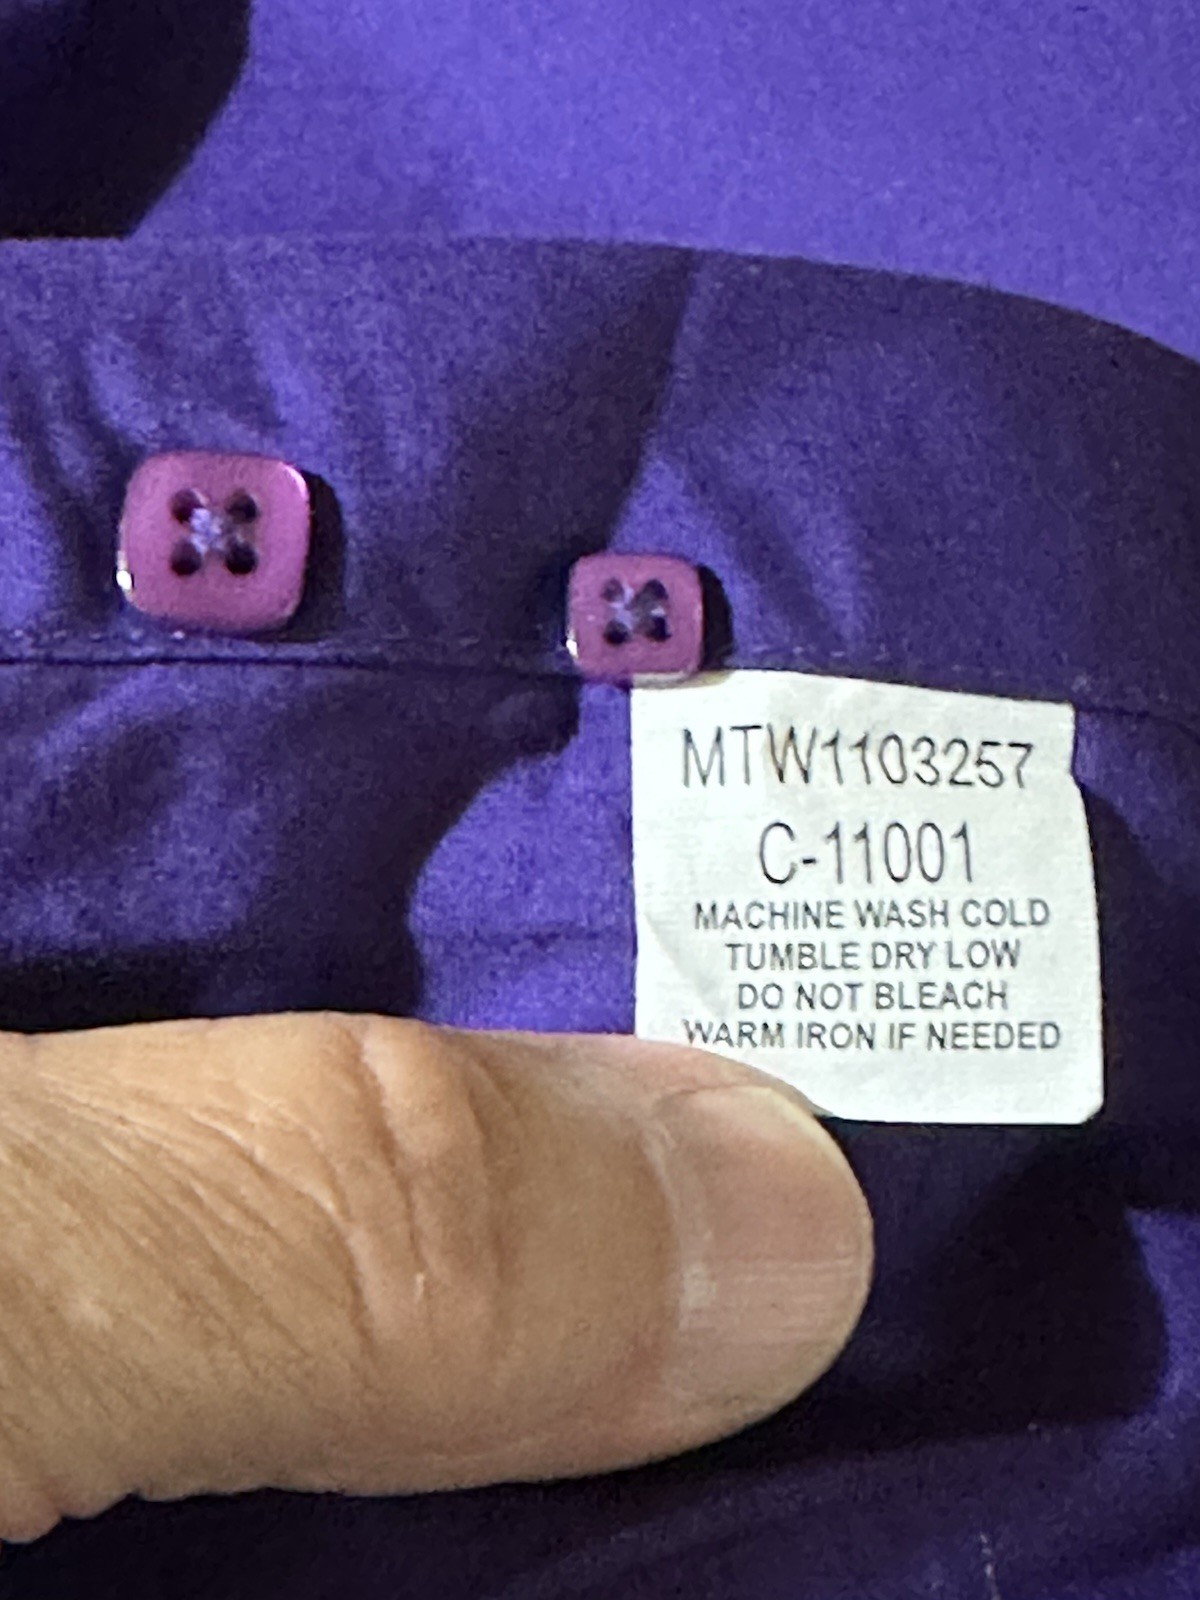 MTW1103257
C-11001
MACHINE WASH COLD
TUMBLE DRY LOW
DO NOT BLEACH
WARM IRON IF NEEDED